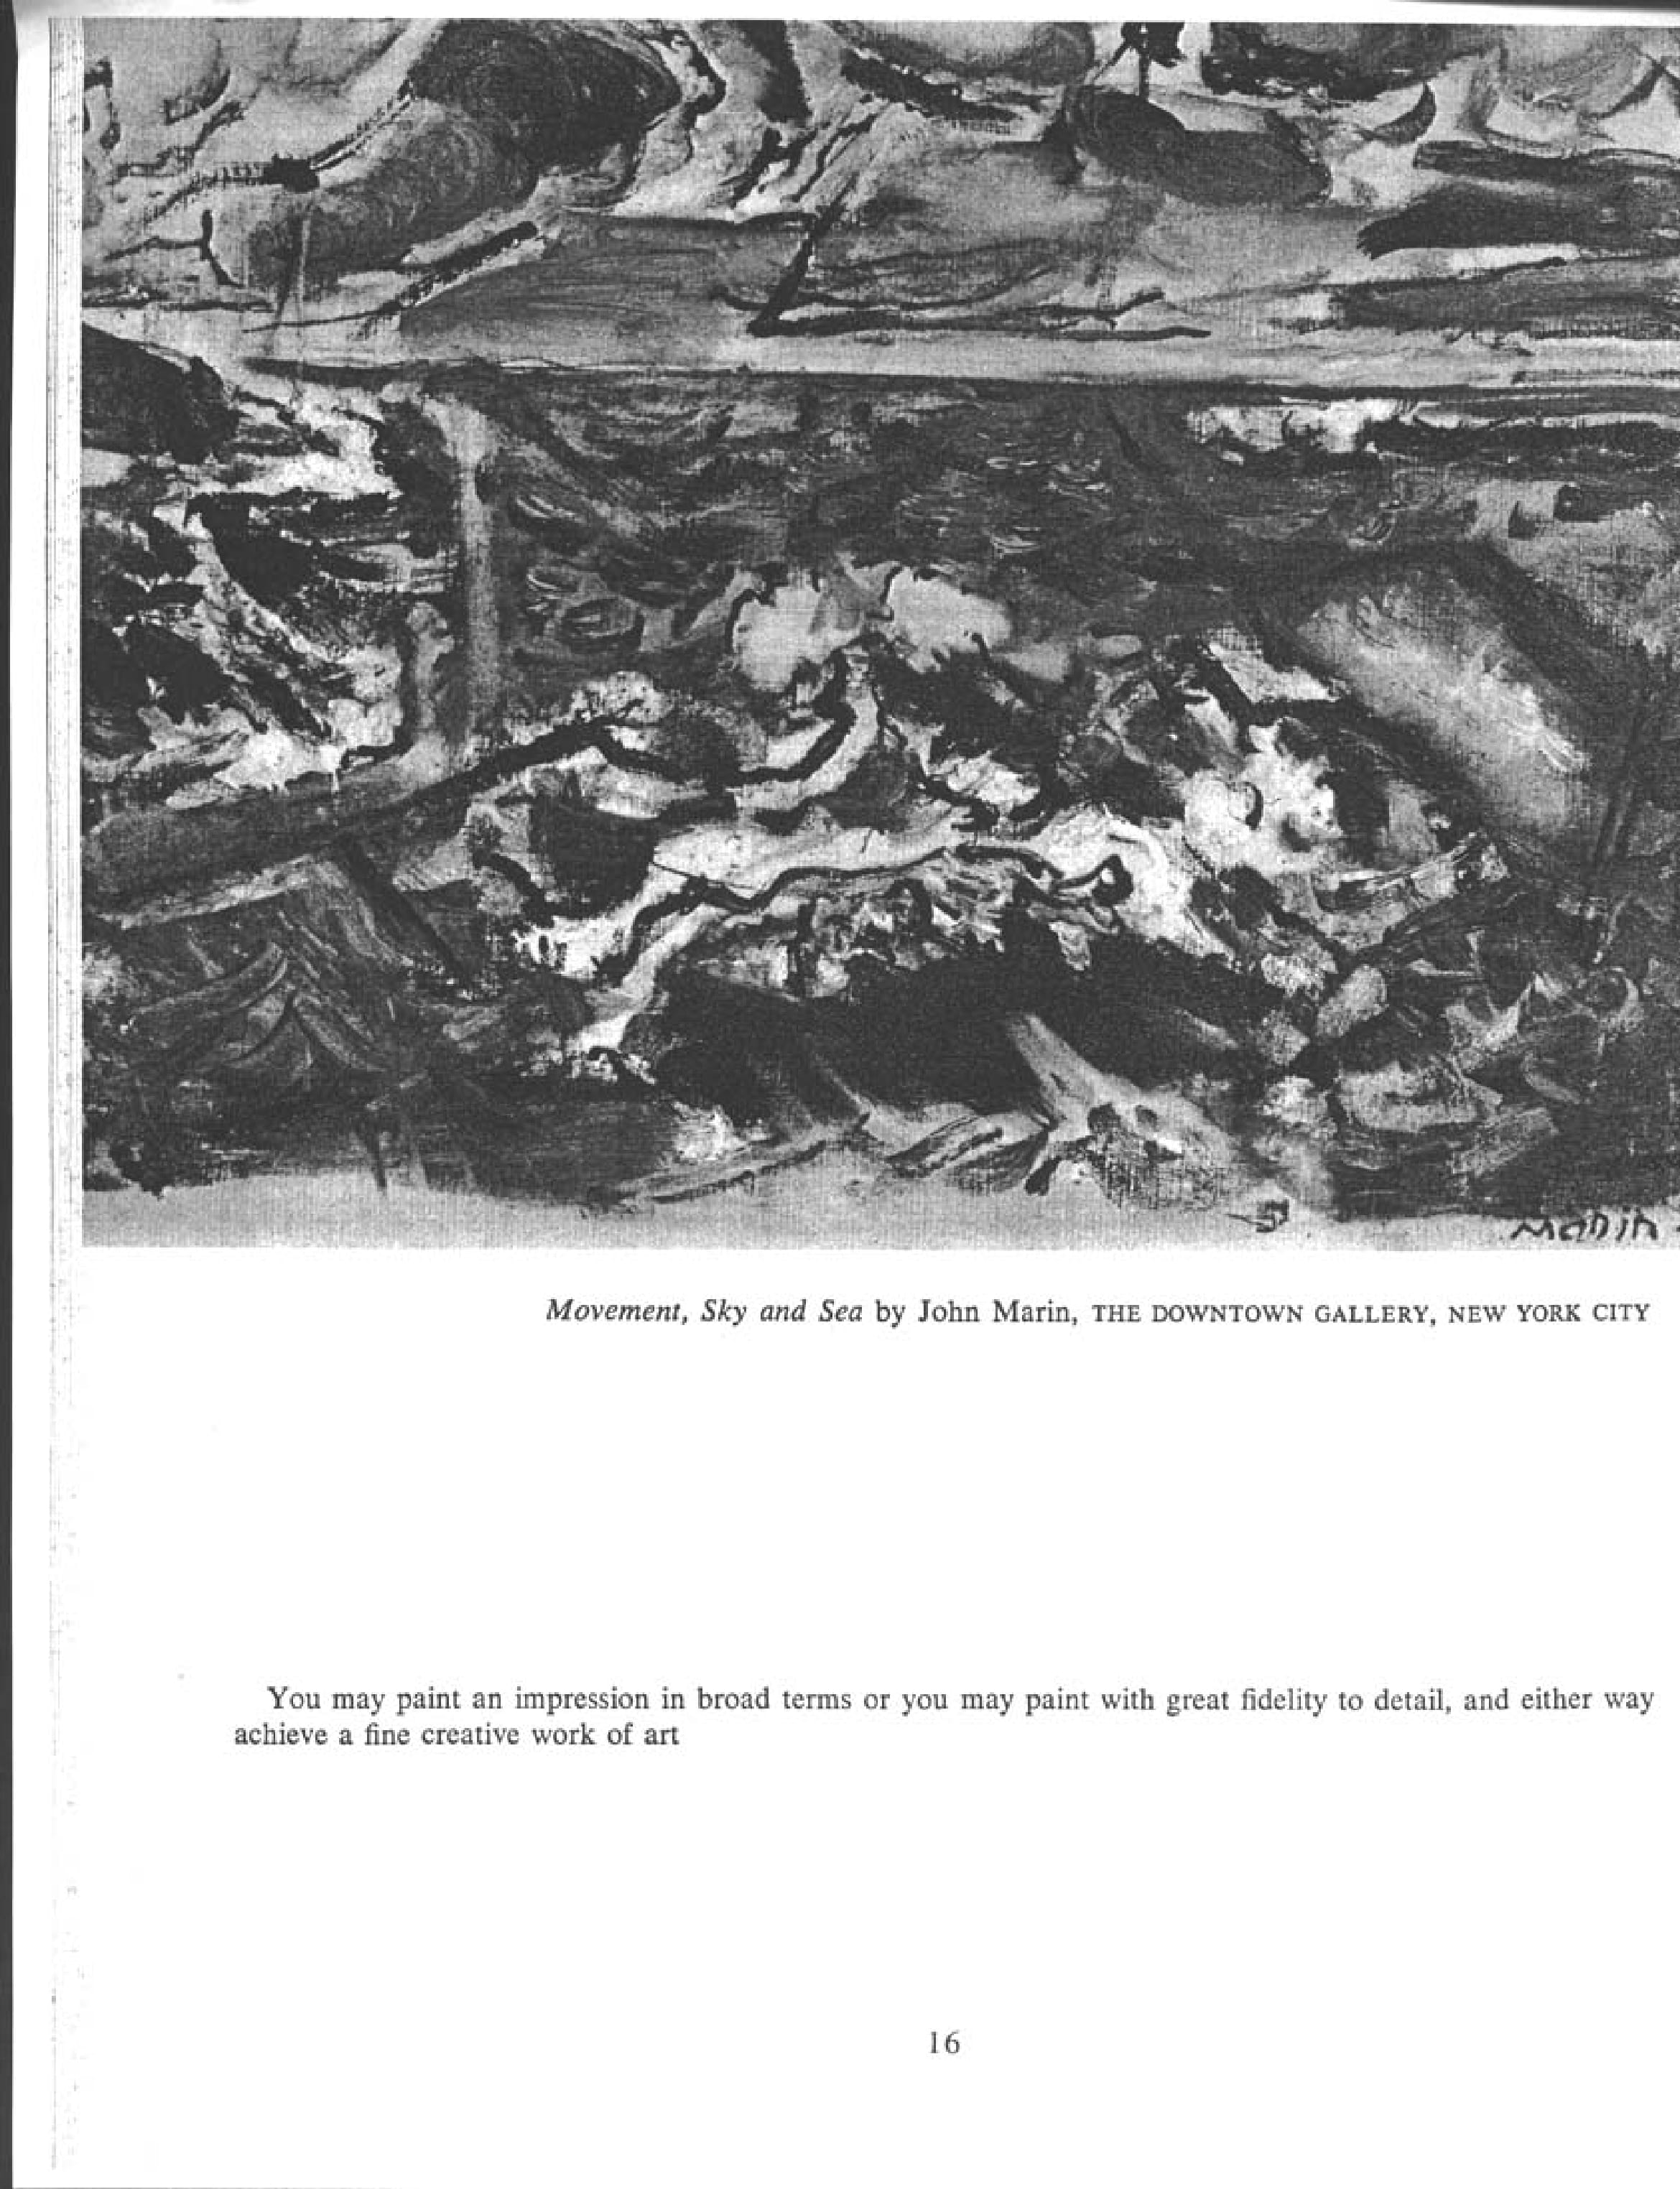 Marin
Movement, Sky and Sea by John Marin, THE DOWNTOWN GALLERY, NEW YORK CITY
You may paint an impression in broad terms or you may paint with great fidelity to detail, and either way
achieve a fine creative work of art
16